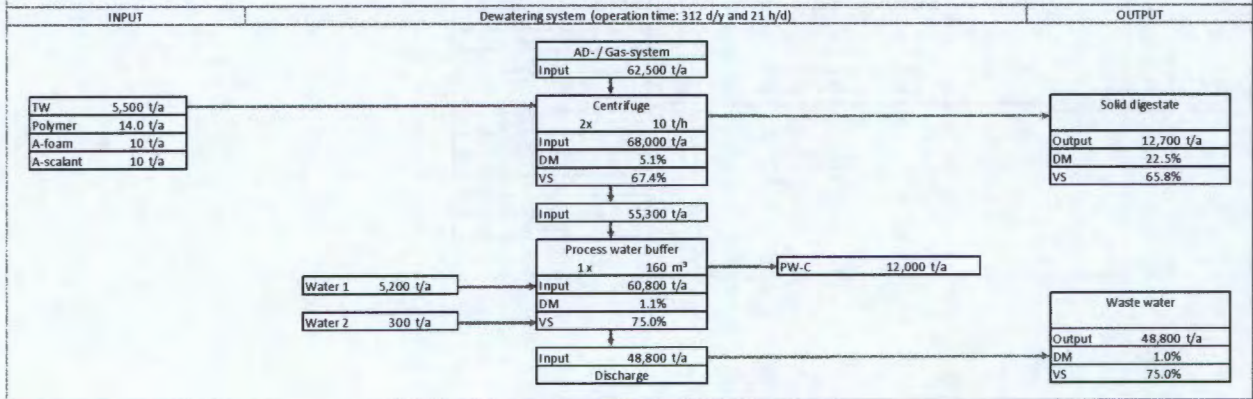 INPUT Dewatering system (operation time: 312 d/y and 21 h/d) OUTPUT
AD- / Gas-system
Input 62,500 t/a
TW 5,500 t/a
Polymer 14.0 t/a
A-foam 10 t/a
A-scalant 10 t/a
Centrifuge
2x 10 t/h
Input 68,000 t/a
DM 5.1%
VS 67.4%
Solid digestate
Output 12,700 t/a
DM 22.5%
VS 65.8%
Input 55,300 t/a
Process water buffer
1 x 160 m³
Input 60,800 t/a
DM 1.1%
VS 75.0%
PW-C 12,000 t/a
Water 1 5,200 t/a
Water 2 300 t/a
Input 48,800 t/a
Discharge
Waste water
Output 48,800 t/a
DM 1.0%
VS 75.0%